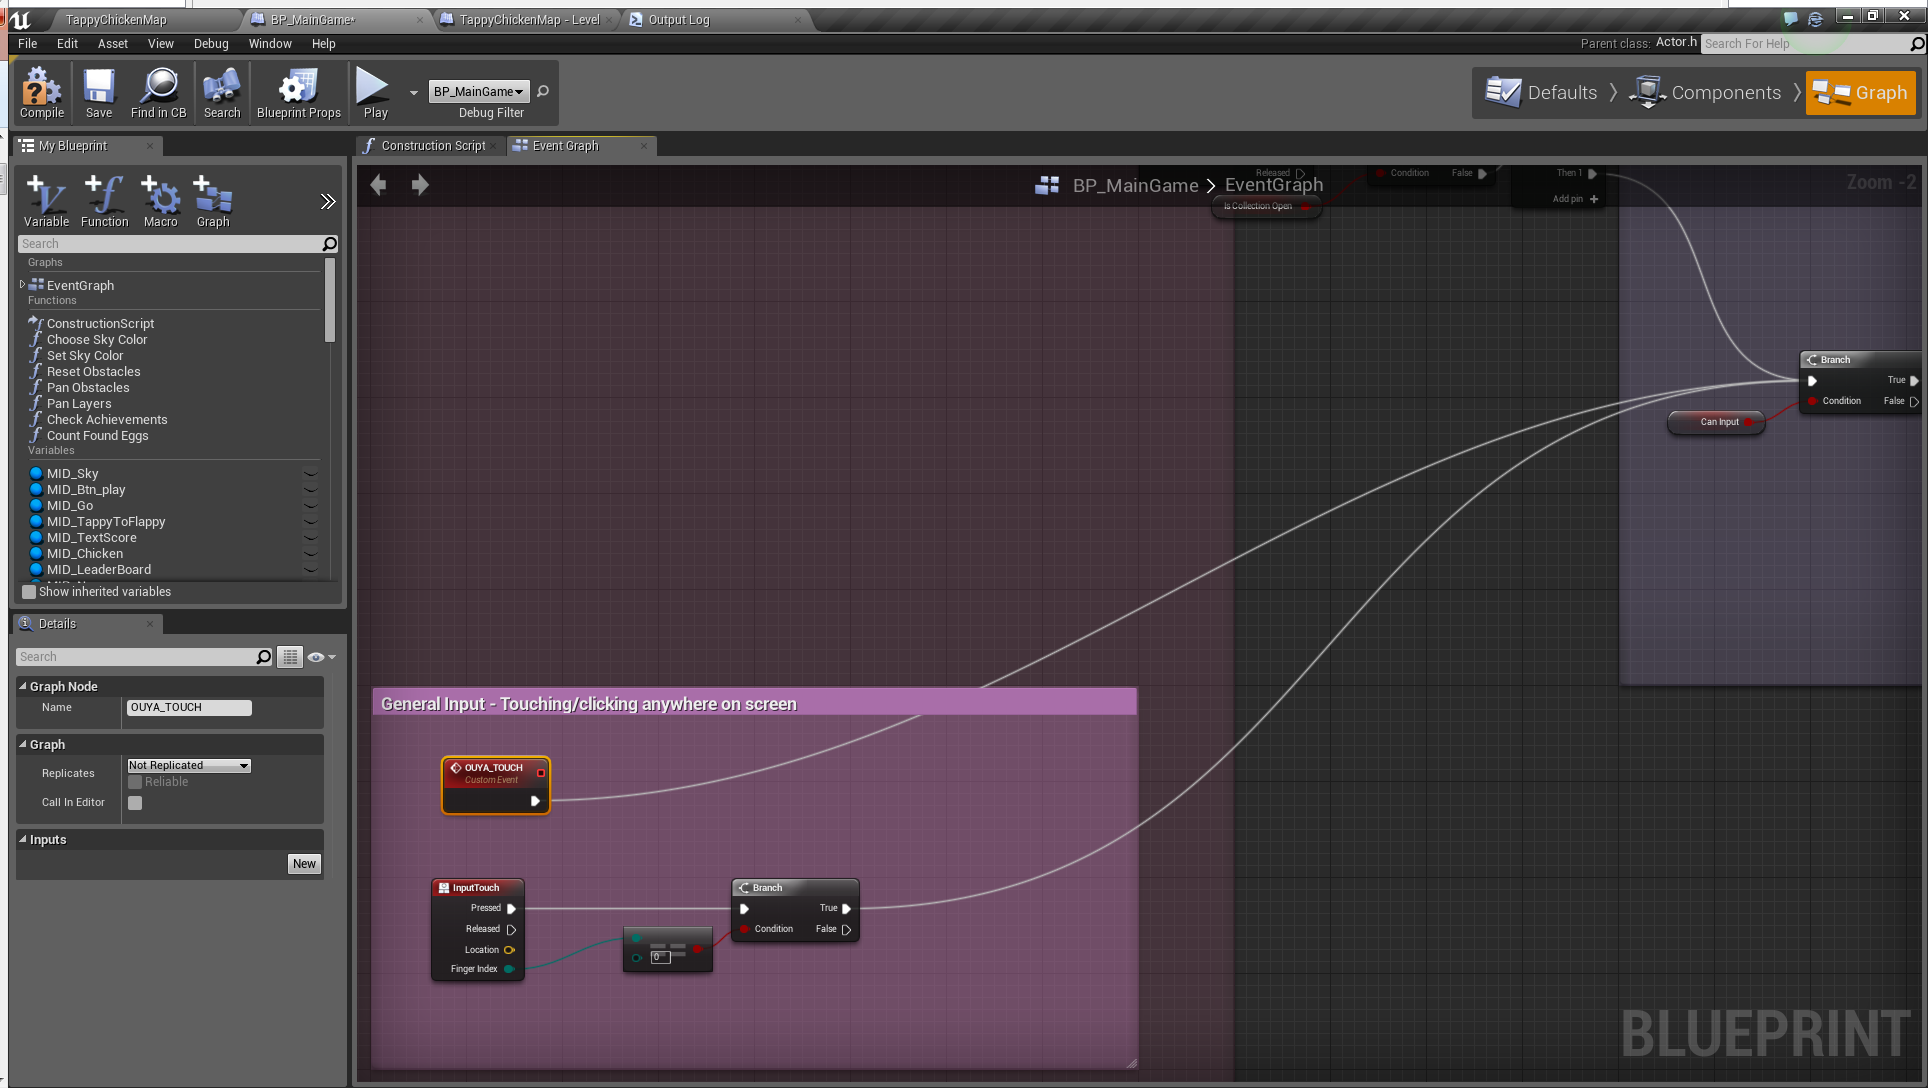 TappyChickenMap
BP_MainGame*
TappyChickenMap - Level
Output Log
File Edit Asset View Debug Window Help
Parent class: Actor.h
Search For Help
Compile
Save
Find in CB
Search
Blueprint Props
Play
BP_MainGame
Debug Filter
Defaults
Components
Graph
My Blueprint
Construction Script
Event Graph
Variable
Function
Macro
Graph
Search
Graphs
EventGraph
Functions
ConstructionScript
Choose Sky Color
Set Sky Color
Reset Obstacles
Pan Obstacles
Pan Layers
Check Achievements
Count Found Eggs
Variables
MID_Sky
MID_Btn_play
MID_Go
MID_TappyToFlappy
MID_TextScore
MID_Chicken
MID_LeaderBoard
Show inherited variables
Details
Search
Graph Node
Name OUYA_TOUCH
Graph
Replicates Not Replicated
Reliable
Call In Editor
Inputs
New
BP_MainGame > EventGraph
Zoom -2
Released
Condition False
Then 1
Add pin +
Is Collection Open
Branch
True
Condition False
Can Input
General Input - Touching/clicking anywhere on screen
OUYA_TOUCH
Custom Event
InputTouch
Pressed
Released
Location
Finger Index
==
0
Branch
True
Condition False
BLUEPRINT